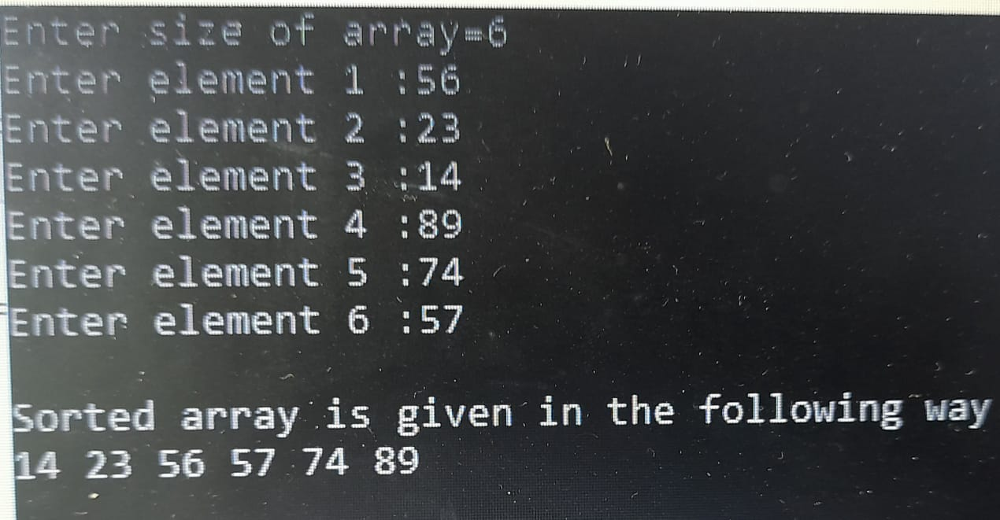 Enter size of array=6
Enter element 1 :56
Enter element 2 :23
Enter element 3 :14
Enter element 4 :89
Enter element 5 :74
Enter element 6 :57
Sorted array is given in the following way
14 23 56 57 74 89